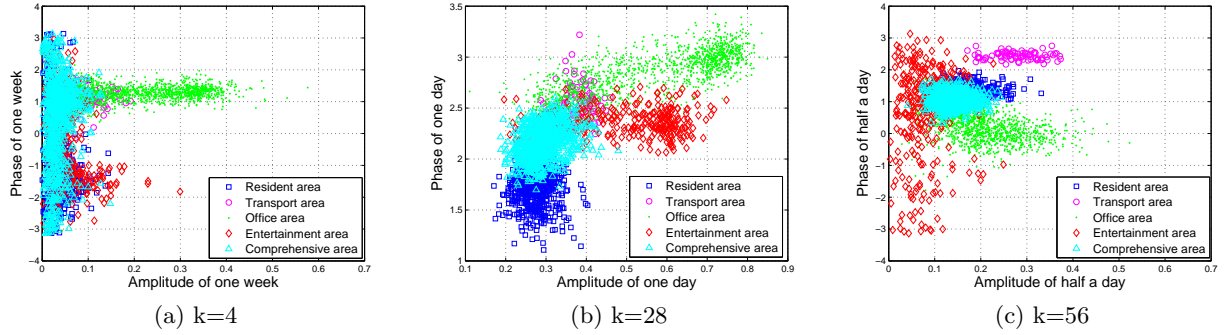 4
3
2
1
0
−1
−2
−3
−4
0 0.1 0.2 0.3 0.4 0.5 0.6 0.7
Phase of one week
Amplitude of one week
Resident area
Transport area
Office area
Entertainment area
Comprehensive area
(a) k=4
3.5
3
2.5
2
1.5
1
0.1 0.2 0.3 0.4 0.5 0.6 0.7 0.8 0.9
Phase of one day
Amplitude of one day
Resident area
Transport area
Office area
Entertainment area
Comprehensive area
(b) k=28
4
3
2
1
0
−1
−2
−3
−4
0 0.1 0.2 0.3 0.4 0.5 0.6 0.7
Phase of half a day
Amplitude of half a day
Resident area
Transport area
Office area
Entertainment area
Comprehensive area
(c) k=56